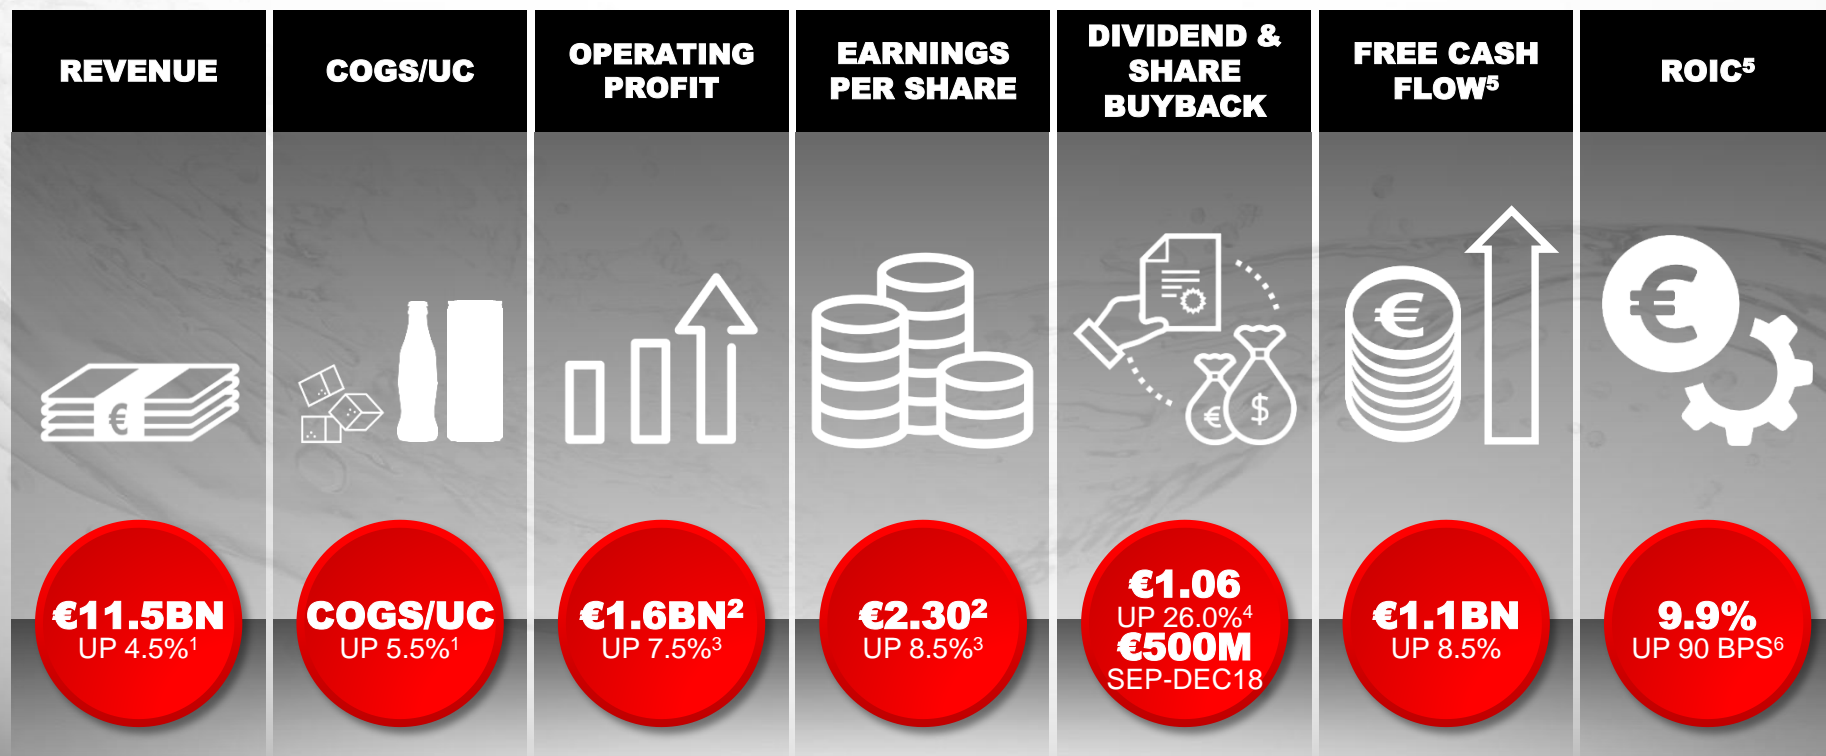 REVENUE
€
€11.5BN
UP 4.5%¹
COGS/UC
COGS/UC
UP 5.5%¹
OPERATING
PROFIT
€1.6BN²
UP 7.5%³
EARNINGS
PER SHARE
€2.30²
UP 8.5%³
DIVIDEND &
SHARE
BUYBACK
€ $
€1.06
UP 26.0%⁴
€500M
SEP-DEC18
FREE CASH
FLOW⁵
€
€1.1BN
UP 8.5%
ROIC⁵
€
9.9%
UP 90 BPS⁶